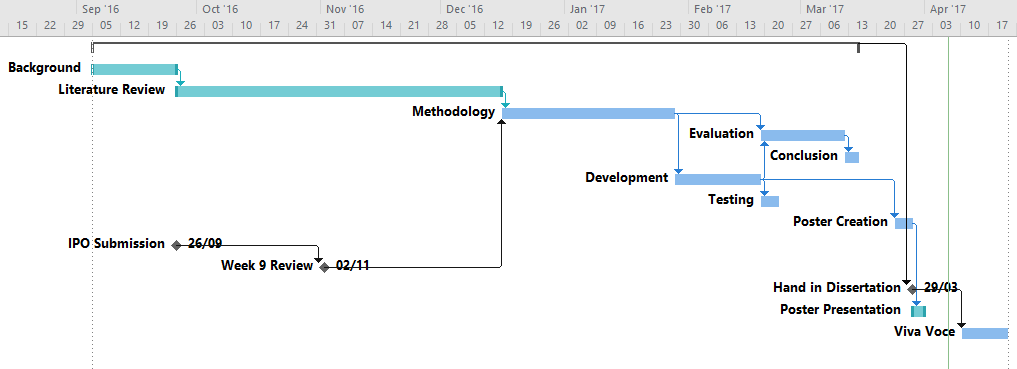 Sep '16 Oct '16 Nov '16 Dec '16 Jan '17 Feb '17 Mar '17 Apr '17
15 22 29 05 12 19 26 03 10 17 24 31 07 14 21 28 05 12 19 26 02 09 16 23 30 06 13 20 27 06 13 20 27 03 10 17
Background
Literature Review
Methodology
Evaluation
Conclusion
Development
Testing
Poster Creation
IPO Submission 26/09
Week 9 Review 02/11
Hand in Dissertation 29/03
Poster Presentation
Viva Voce